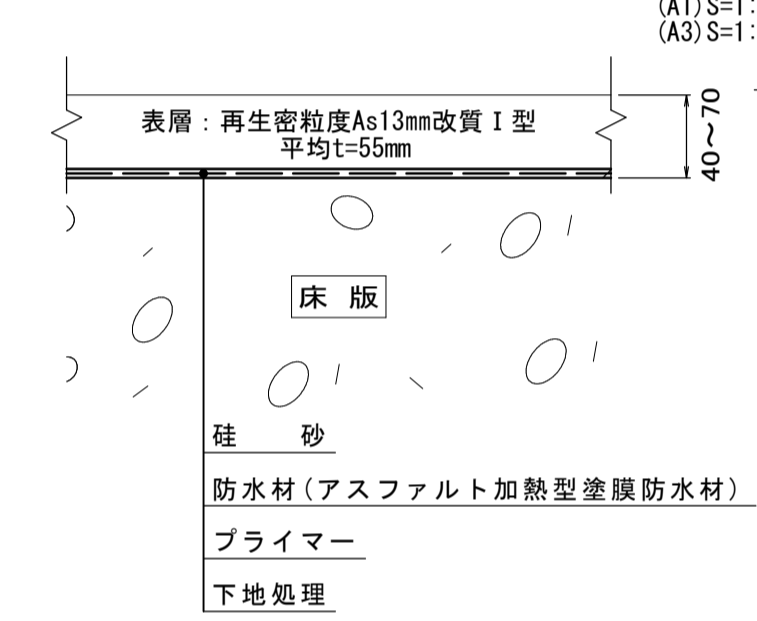 (A1)S=1:
(A3)S=1:
表層：再生密粒度As13mm改質Ⅰ型
平均t=55mm
40～70
床 版
硅 砂
防水材(アスファルト加熱型塗膜防水材)
プライマー
下地処理